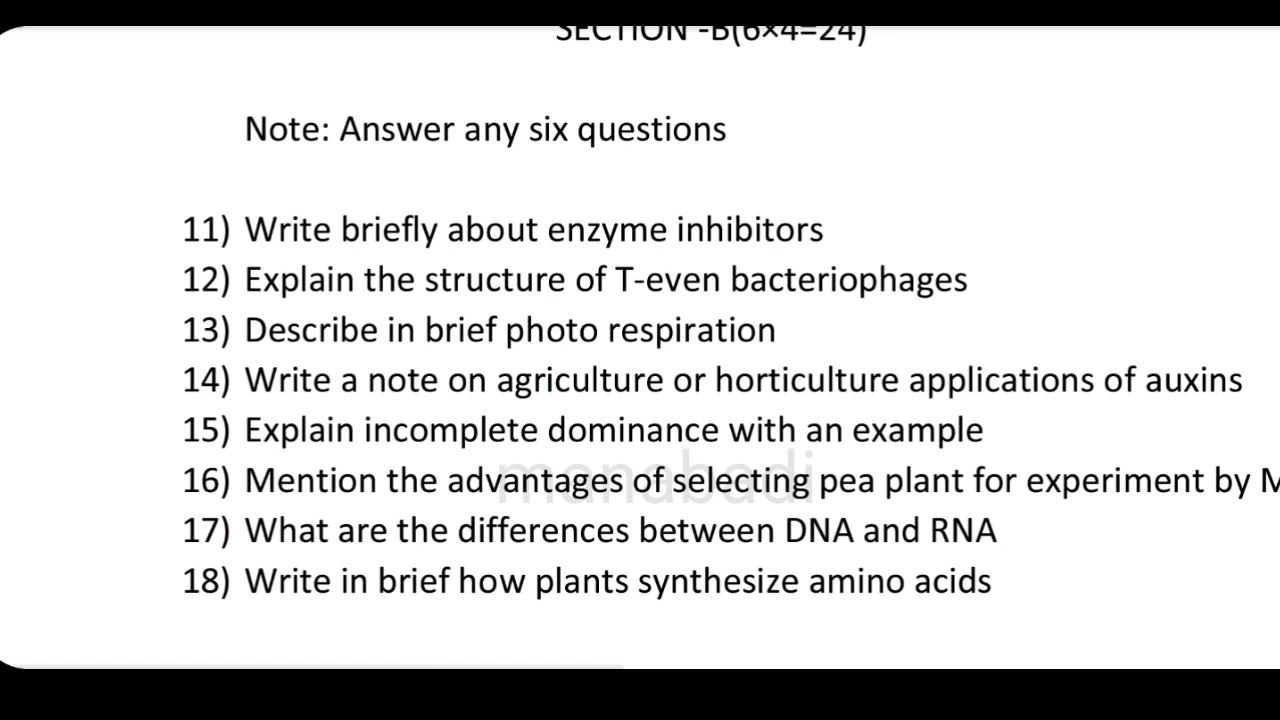 SECTION -B(6×4=24)
Note: Answer any six questions
11) Write briefly about enzyme inhibitors
12) Explain the structure of T-even bacteriophages
13) Describe in brief photo respiration
14) Write a note on agriculture or horticulture applications of auxins
15) Explain incomplete dominance with an example
16) Mention the advantages of selecting pea plant for experiment by M
manabadi
17) What are the differences between DNA and RNA
18) Write in brief how plants synthesize amino acids